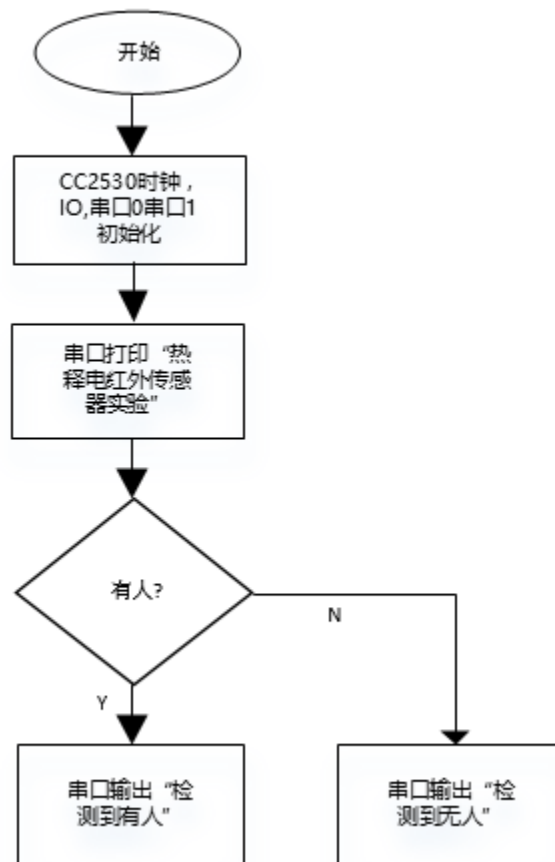 开始
CC2530时钟，
IO,串口0串口1
初始化
串口打印“热
释电红外传感
器实验”
有人?
N
Y
串口输出“检
测到有人”
串口输出“检
测到无人”